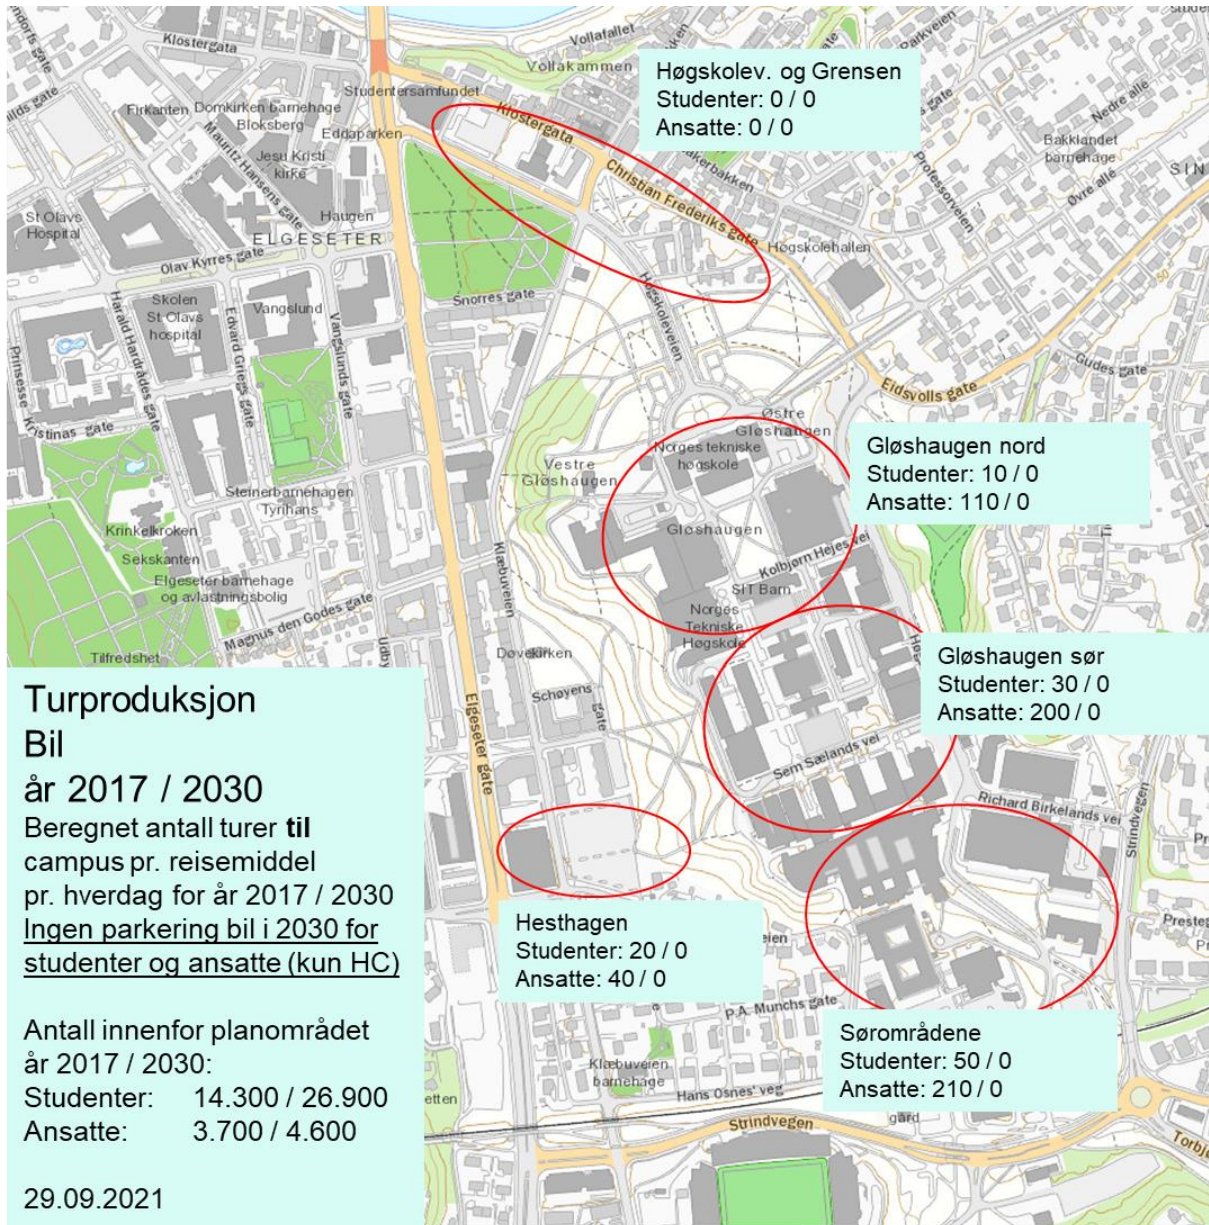 Vollafallet
Klostergata
Vollakammen
Høgskolev. og Grensen
Studenter: 0 / 0
Ansatte: 0 / 0
Studentersamfundet
Firkanten
Domkirken barnehage
Bloksberg
Eddaparken
Klostergata
Nedre allé
Bakklandet
barnehage
Mauritz Hansens gate
Jesu Kristi
kirke
Christian Frederiks gate
Professorveien
Øvre allé
SIN
St Olavs
Hospital
Haugen
ELGESETER
Høgskolehallen
50
Olav Kyrres gate
Snorres gate
Høgskoleveien
Skolen
St Olavs
hospital
Vangslund
Harald Hardrådes gate
Edvard Griegs gate
Vangslunds gate
Prinsesse Kristinas gate
Gudes gate
Eidsvolls gate
Østre
Gløshaugen
Norges tekniske
høgskole
Gløshaugen nord
Studenter: 10 / 0
Ansatte: 110 / 0
Vestre
Gløshaugen
Steinerbarnehagen
Tyrihans
Krinkelkroken
Gløshaugen
Sekskanten
Kolbjørn Hejes vei
Elgeseter barnehage
og avlastningsbolig
Klæbuveien
SIT Barn
Norges
Tekniske
Høgskole
Magnus den Godes gate
Tilfredshet
Døvekirken
Gløshaugen sør
Studenter: 30 / 0
Ansatte: 200 / 0
Schøyens gate
Elgeseter gate
Sem Sælands vei
Turproduksjon
Bil
år 2017 / 2030
Beregnet antall turer til
campus pr. reisemiddel
pr. hverdag for år 2017 / 2030
Ingen parkering bil i 2030 for
studenter og ansatte (kun HC)
Antall innenfor planområdet
år 2017 / 2030:
Studenter: 14.300 / 26.900
Ansatte: 3.700 / 4.600
29.09.2021
Richard Birkelands vei
Strindvegen
Hesthagen
Studenter: 20 / 0
Ansatte: 40 / 0
P.A. Munchs gate
Sørområdene
Studenter: 50 / 0
Ansatte: 210 / 0
Klæbuveien
barnehage
Hans Osnes' veg
gård
Strindvegen